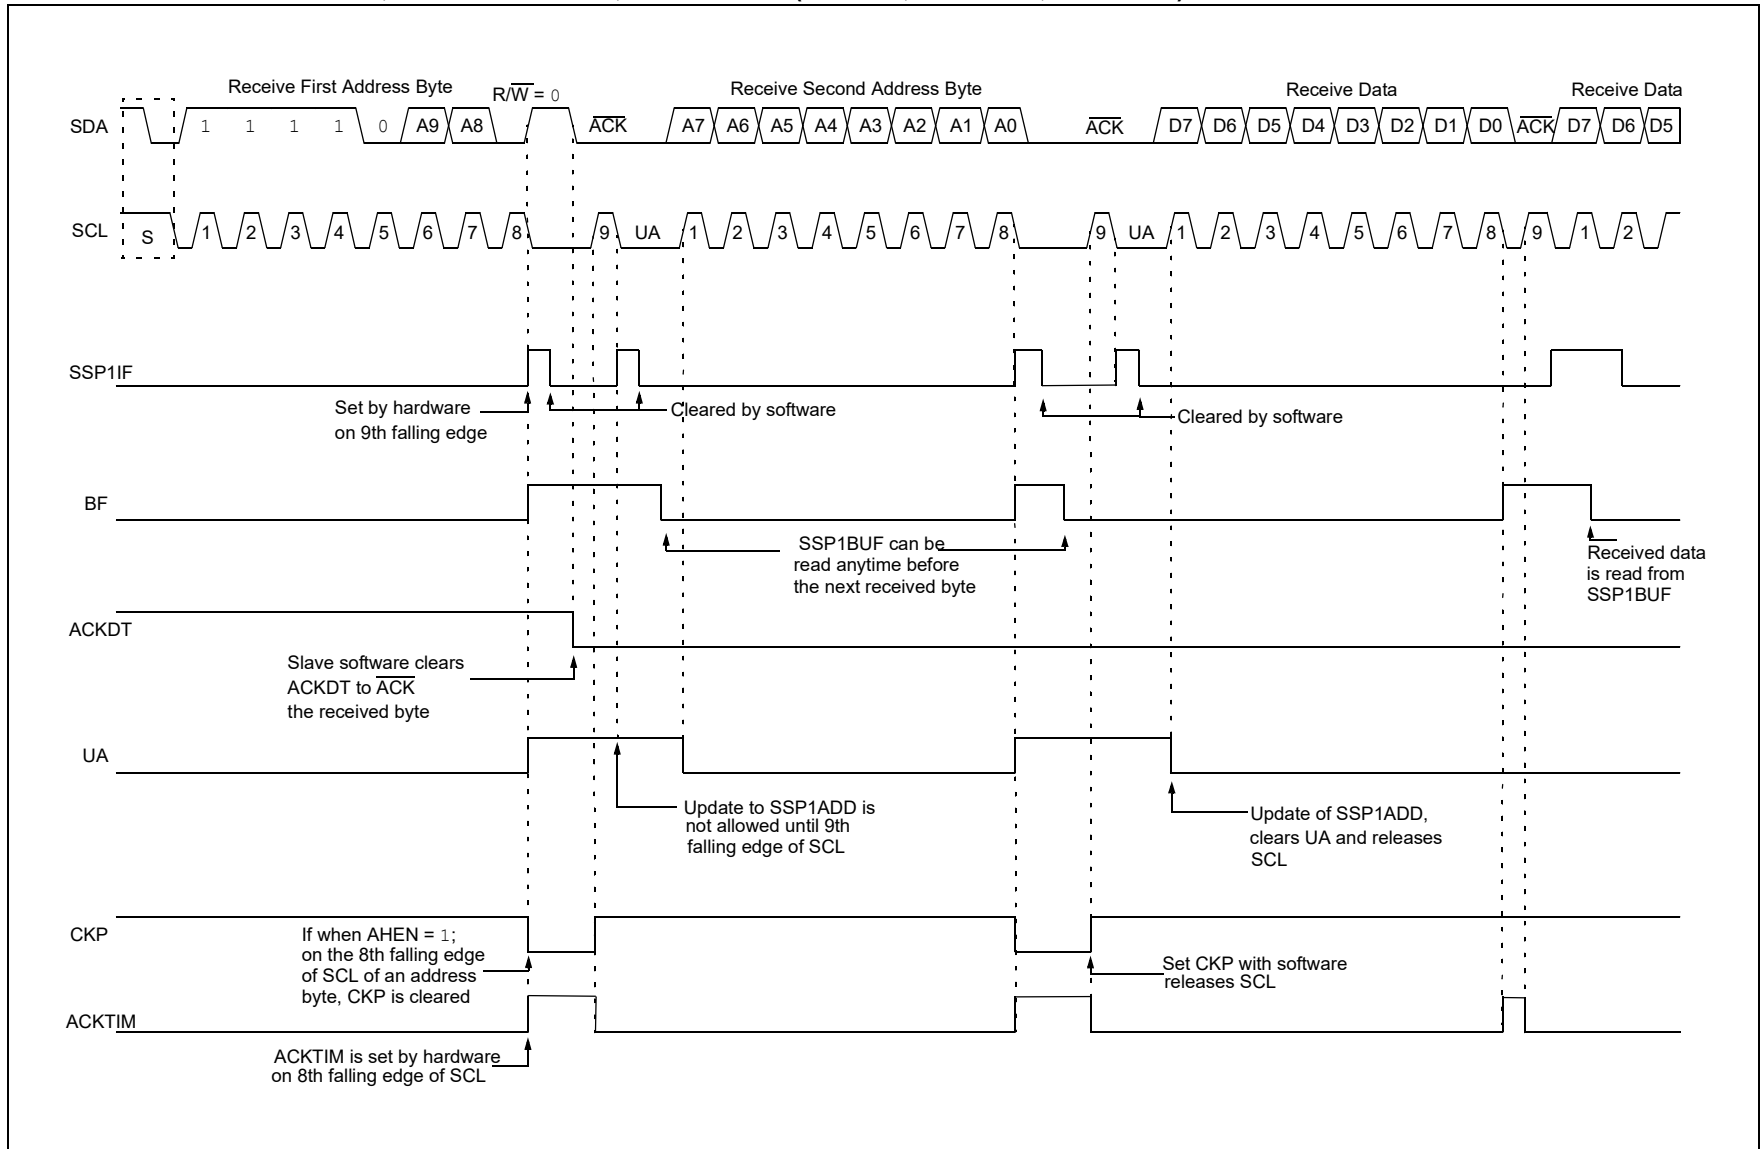 Receive First Address Byte
R/W = 0
Receive Second Address Byte
Receive Data
Receive Data
SDA
1 1 1 1 0 A9 A8
ACK
A7 A6 A5 A4 A3 A2 A1 A0
ACK
D7 D6 D5 D4 D3 D2 D1 D0
ACK
D7 D6 D5
SCL
S
1 2 3 4 5 6 7 8
9 UA
1 2 3 4 5 6 7 8
9 UA
1 2 3 4 5 6 7 8
9
1 2
SSP1IF
Set by hardware
on 9th falling edge
Cleared by software
Cleared by software
BF
SSP1BUF can be
read anytime before
the next received byte
Received data
is read from
SSP1BUF
ACKDT
Slave software clears
ACKDT to ACK
the received byte
UA
Update to SSP1ADD is
not allowed until 9th
falling edge of SCL
Update of SSP1ADD,
clears UA and releases
SCL
CKP
If when AHEN = 1;
on the 8th falling edge
of SCL of an address
byte, CKP is cleared
Set CKP with software
releases SCL
ACKTIM
ACKTIM is set by hardware
on 8th falling edge of SCL